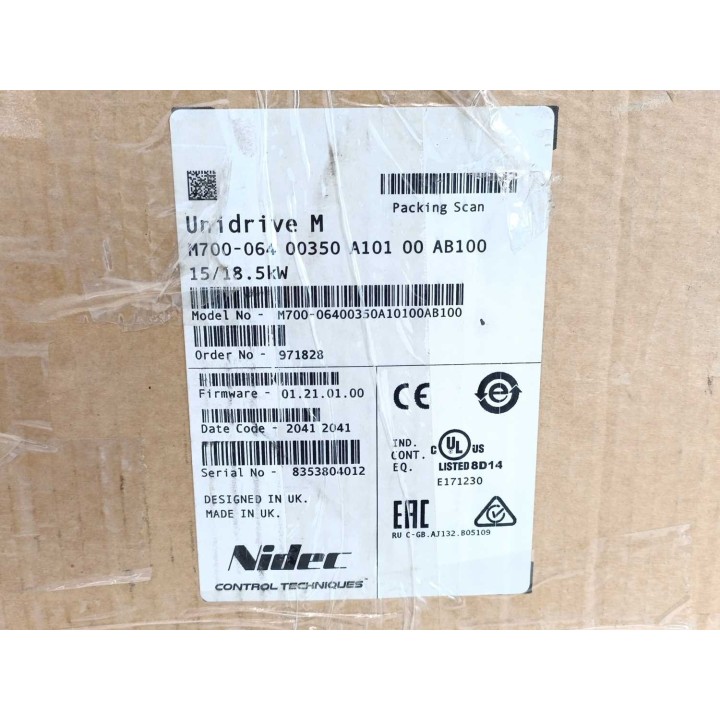 Packing Scan
Unidrive M
M700-064 00350 A101 00 AB100
15/18.5kW
Model No - M700-06400350A10100AB100
Order No - 971828
Firmware - 01.21.01.00
Date Code - 2041 2041
Serial No - 8353804012
DESIGNED IN UK.
MADE IN UK.
Nidec
CONTROL TECHNIQUES™
CE
e
IND.
CONT.
EQ.
C UL US
LISTED 8D14
E171230
EAC
RU C-GB.AJ132.B05109